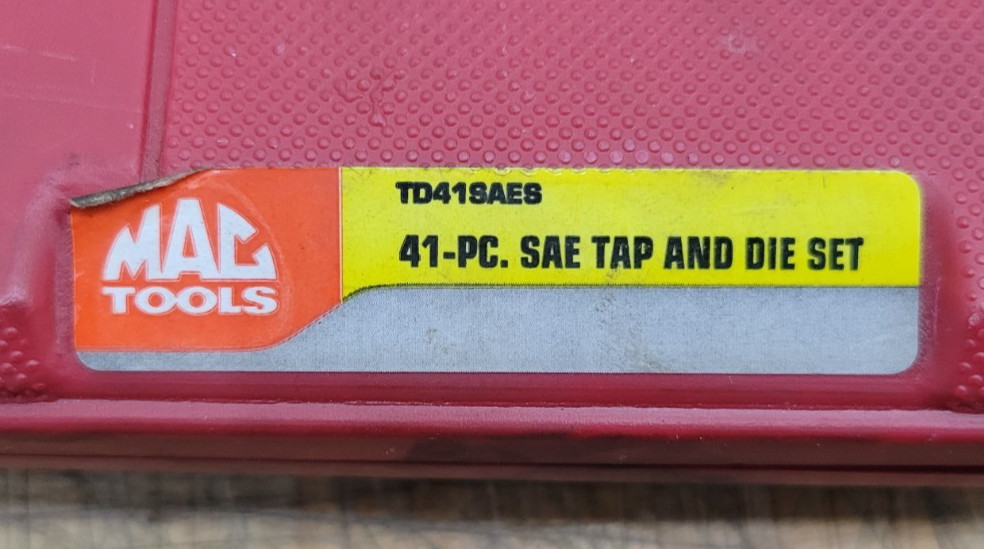 MAC
TOOLS
TD41SAES
41-PC. SAE TAP AND DIE SET